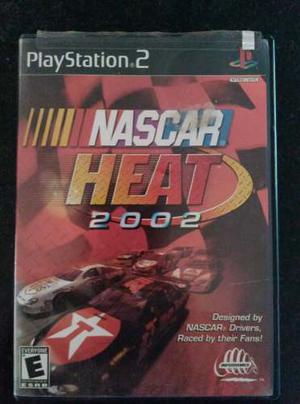 PlayStation®2
NASCAR
HEAT
2002
Designed by
NASCAR® Drivers,
Raced by their Fans!
EVERYONE
E
ESRB